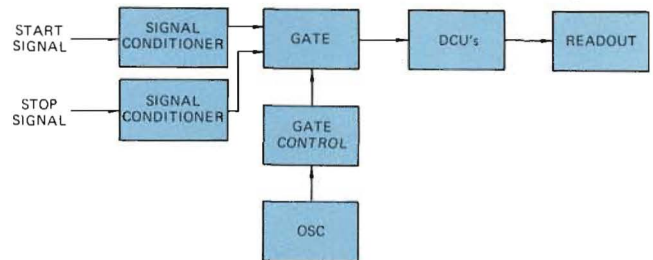 START
SIGNAL
SIGNAL
CONDITIONER
GATE
DCU's
READOUT
STOP
SIGNAL
SIGNAL
CONDITIONER
GATE
CONTROL
OSC